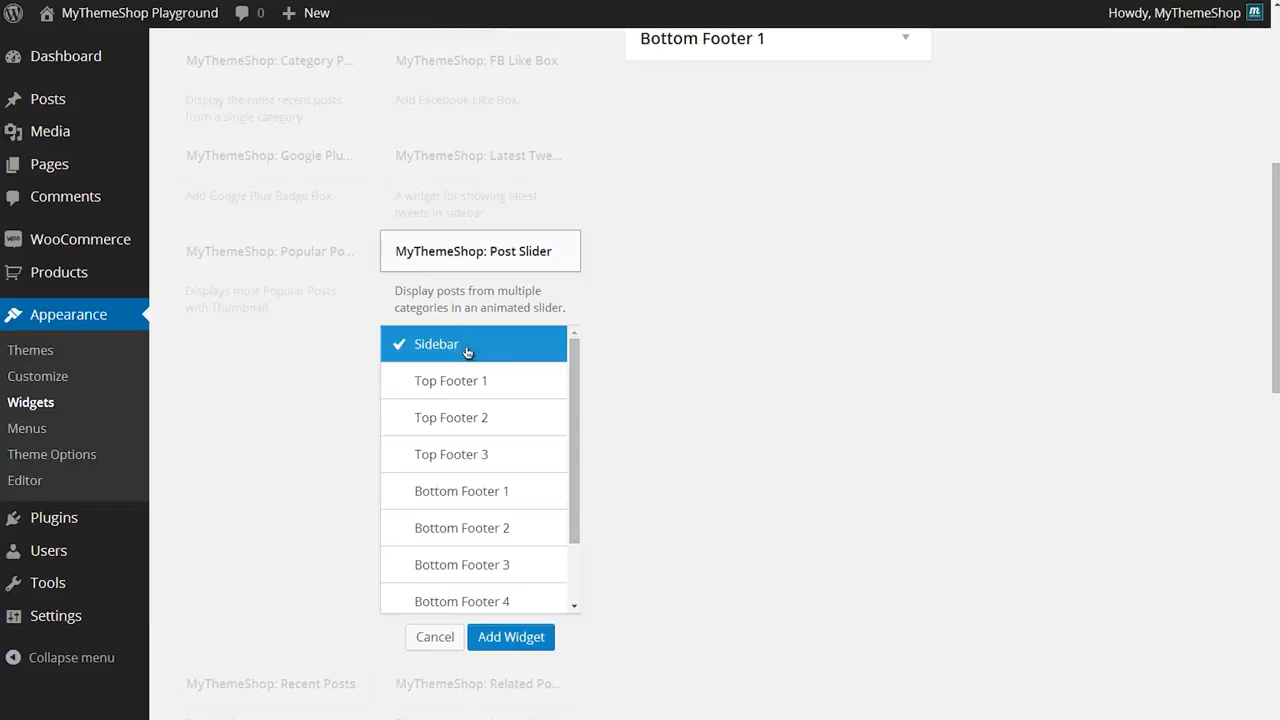 MyThemeShop Playground
0
New
Howdy, MyThemeShop
Dashboard
Posts
Media
Pages
Comments
WooCommerce
Products
Appearance
Themes
Customize
Widgets
Menus
Theme Options
Editor
Plugins
Users
Tools
Settings
Collapse menu
MyThemeShop: Category P...
Display the most recent posts
from a single category
MyThemeShop: FB Like Box
Add Facebook Like Box.
MyThemeShop: Google Plu...
Add Google Plus Badge Box
MyThemeShop: Latest Twe...
A widget for showing latest
tweets in sidebar
MyThemeShop: Popular Po...
Displays most Popular Posts
with Thumbnail.
MyThemeShop: Post Slider
Display posts from multiple
categories in an animated slider.
Sidebar
Top Footer 1
Top Footer 2
Top Footer 3
Bottom Footer 1
Bottom Footer 2
Bottom Footer 3
Bottom Footer 4
Cancel
Add Widget
MyThemeShop: Recent Posts
MyThemeShop: Related Po...
Bottom Footer 1